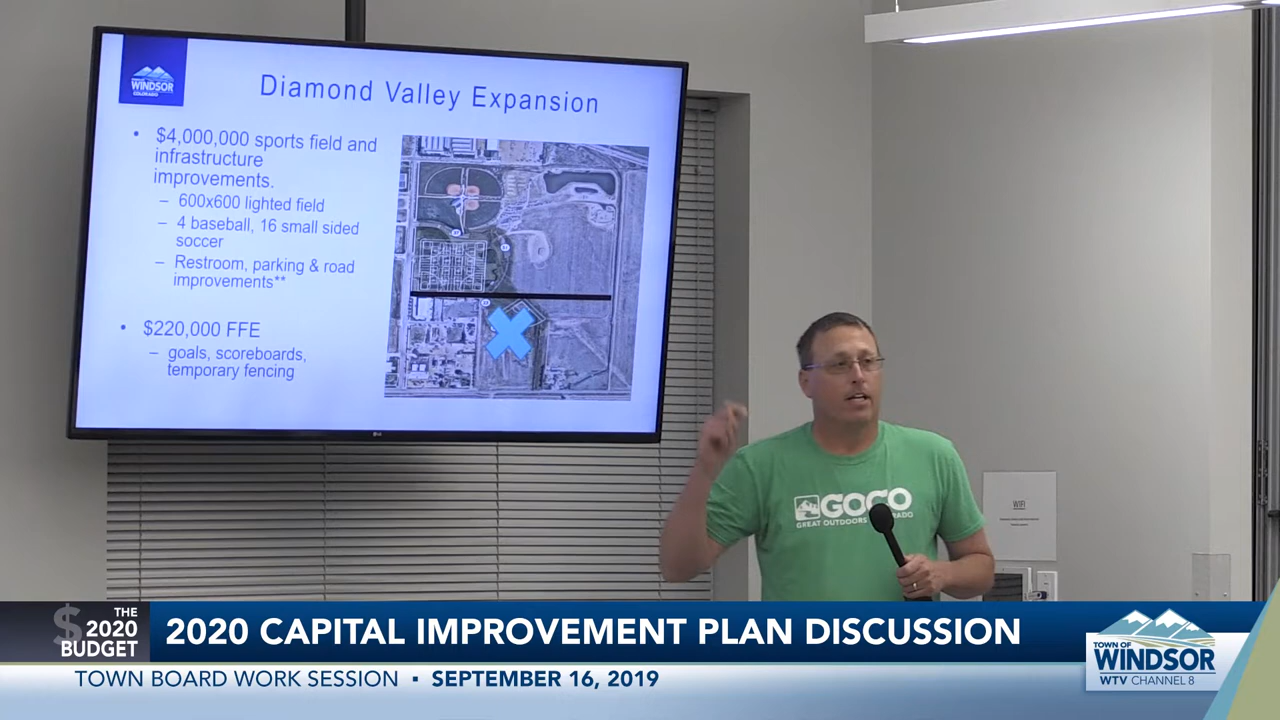 WINDSOR
COLORADO
Diamond Valley Expansion
• $4,000,000 sports field and
infrastructure
improvements.
– 600x600 lighted field
– 4 baseball, 16 small sided
soccer
– Restroom, parking & road
improvements**
• $220,000 FFE
– goals, scoreboards,
temporary fencing
LG
GOCO
GREAT OUTDOORS COLORADO
WIFI
$ THE
2020
BUDGET
2020 CAPITAL IMPROVEMENT PLAN DISCUSSION
TOWN BOARD WORK SESSION ▪ SEPTEMBER 16, 2019
TOWN OF
WINDSOR
WTV CHANNEL 8